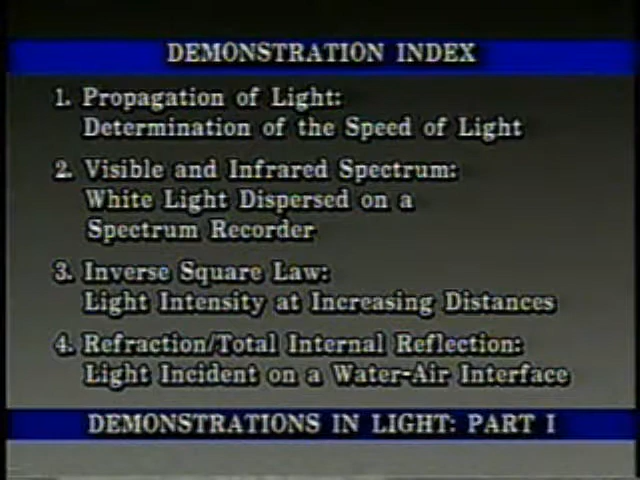 DEMONSTRATION INDEX
1. Propagation of Light:
Determination of the Speed of Light
2. Visible and Infrared Spectrum:
White Light Dispersed on a
Spectrum Recorder
3. Inverse Square Law:
Light Intensity at Increasing Distances
4. Refraction/Total Internal Reflection:
Light Incident on a Water-Air Interface
DEMONSTRATIONS IN LIGHT: PART I